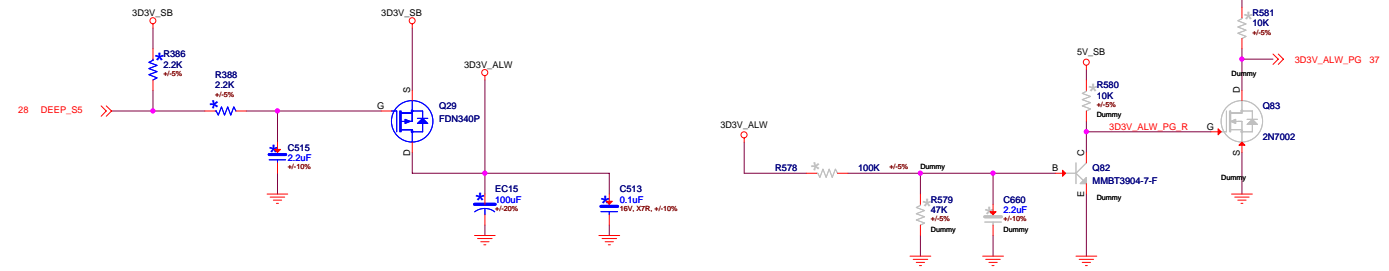 3D3V_SB
R386
2.2K
+/-5%
R388
2.2K
+/-5%
28 DEEP_S5
C515
2.2uF
+/-10%
3D3V_SB
S
G
D
Q29
FDN340P
3D3V_ALW
EC15
100uF
+/-20%
C513
0.1uF
16V, X7R, +/-10%
3D3V_ALW
R578
100K +/-5% Dummy
R579
47K
+/-5%
Dummy
C660
2.2uF
+/-10%
Dummy
5V_SB
R580
10K
+/-5%
Dummy
3D3V_ALW_PG_R
B
C
E
Q82
MMBT3904-7-F
Dummy
R581
10K
+/-5%
Dummy
3D3V_ALW_PG 37
D
G
S
Q83
2N7002
Dummy